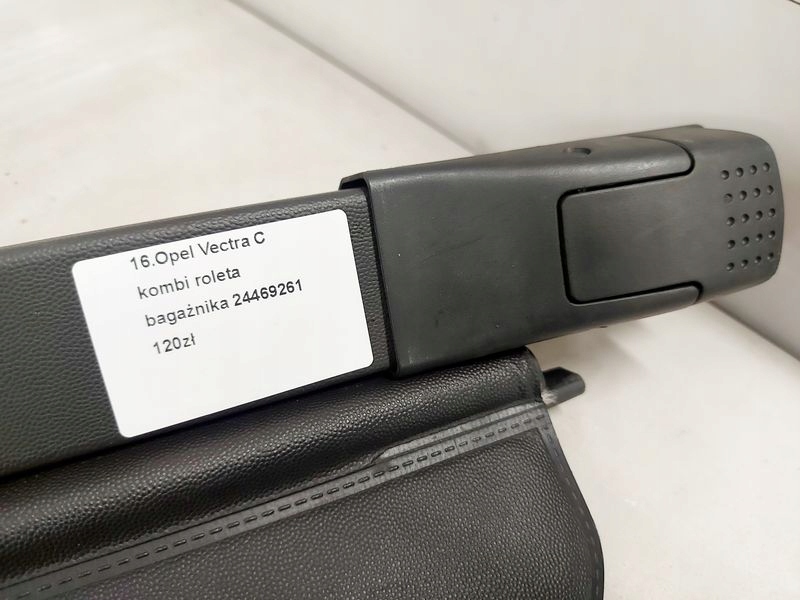 16.Opel Vectra C
kombi roleta
bagażnika 24469261
120zł